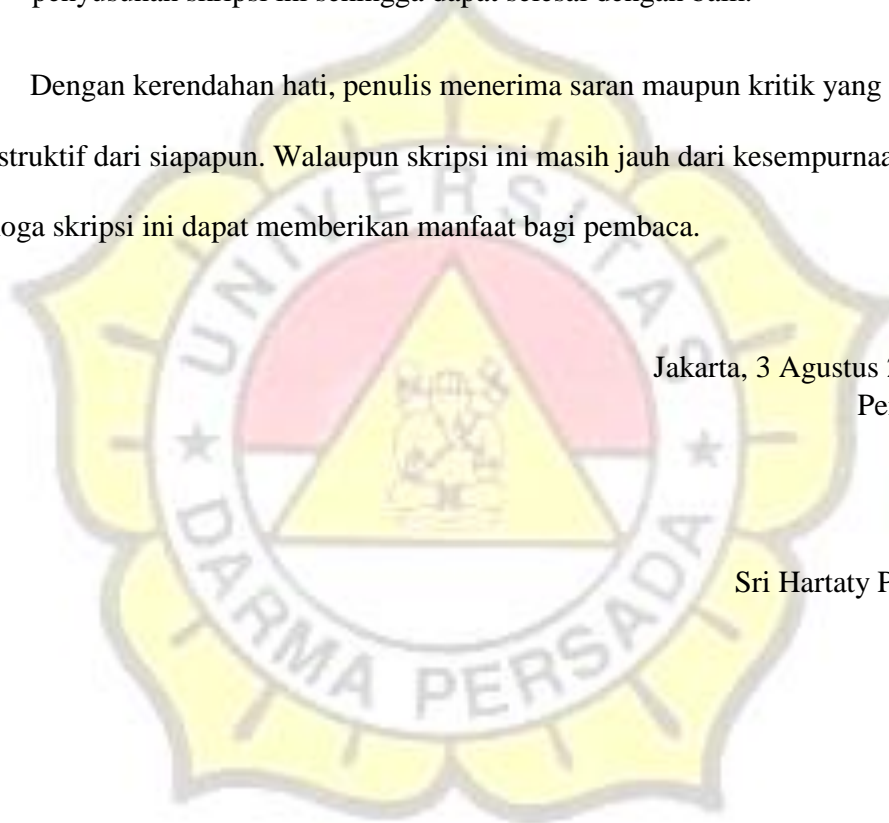 penyusunan skripsi ini sehingga dapat selesai dengan baik.
Dengan kerendahan hati, penulis menerima saran maupun kritik yang
struktif dari siapapun. Walaupun skripsi ini masih jauh dari kesempurnaa
oga skripsi ini dapat memberikan manfaat bagi pembaca.
UNIVERSITAS
Jakarta, 3 Agustus 2
Pe
Sri Hartaty P
DARMA PERSADA